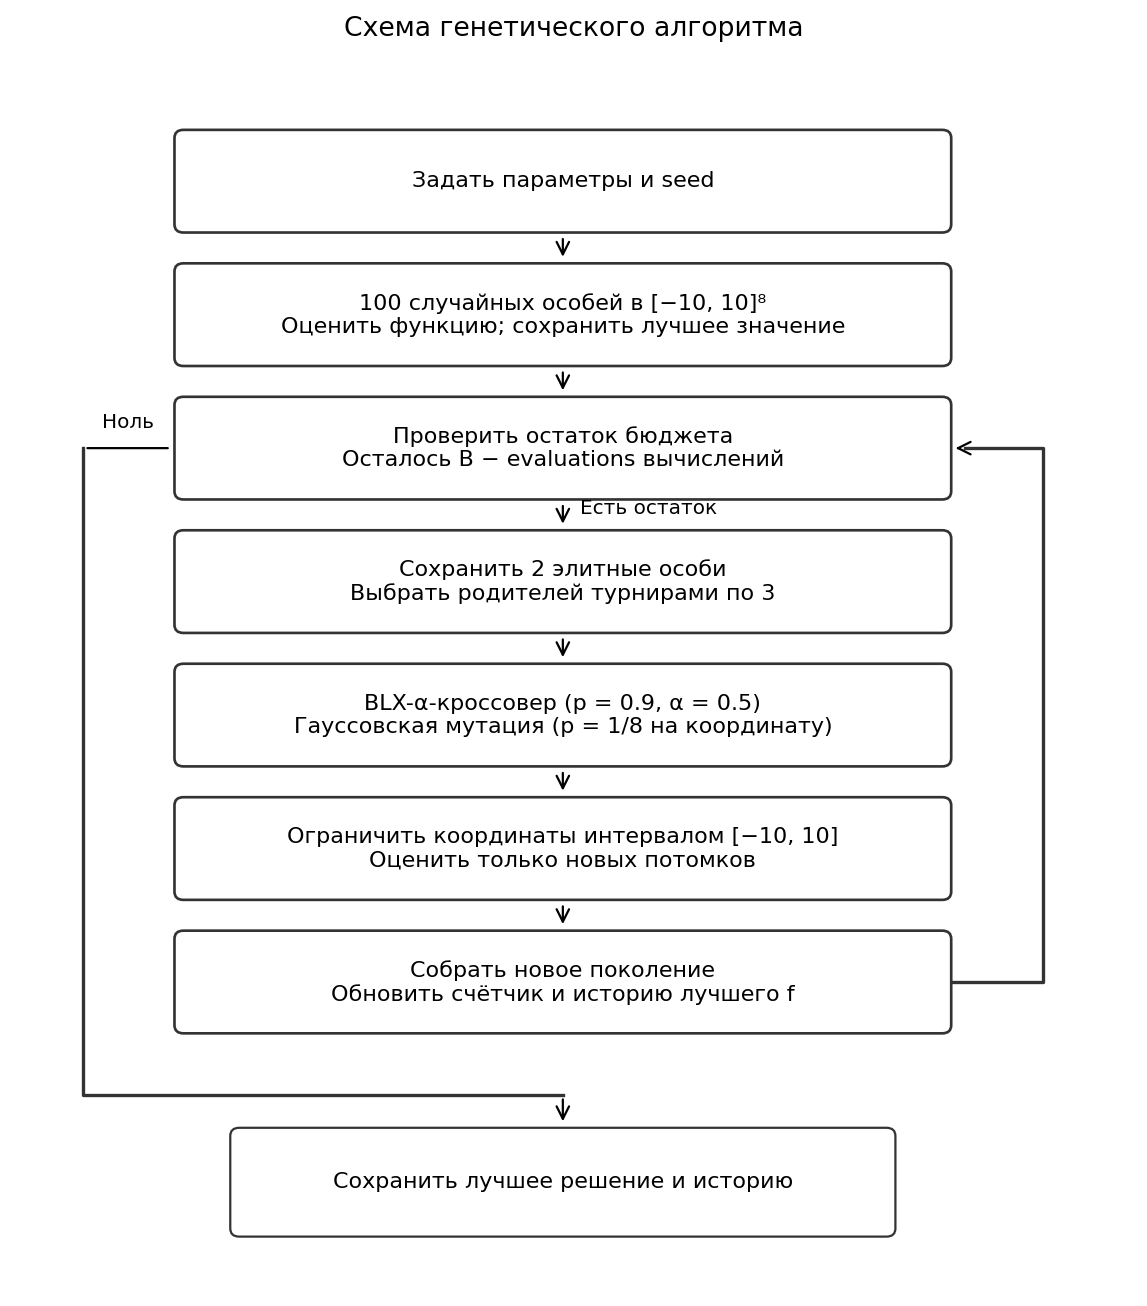 Схема генетического алгоритма
Задать параметры и seed
100 случайных особей в [−10, 10]⁸
Оценить функцию; сохранить лучшее значение
Ноль
Проверить остаток бюджета
Осталось B − evaluations вычислений
Есть остаток
Сохранить 2 элитные особи
Выбрать родителей турнирами по 3
BLX-α-кроссовер (p = 0.9, α = 0.5)
Гауссовская мутация (p = 1/8 на координату)
Ограничить координаты интервалом [−10, 10]
Оценить только новых потомков
Собрать новое поколение
Обновить счётчик и историю лучшего f
Сохранить лучшее решение и историю